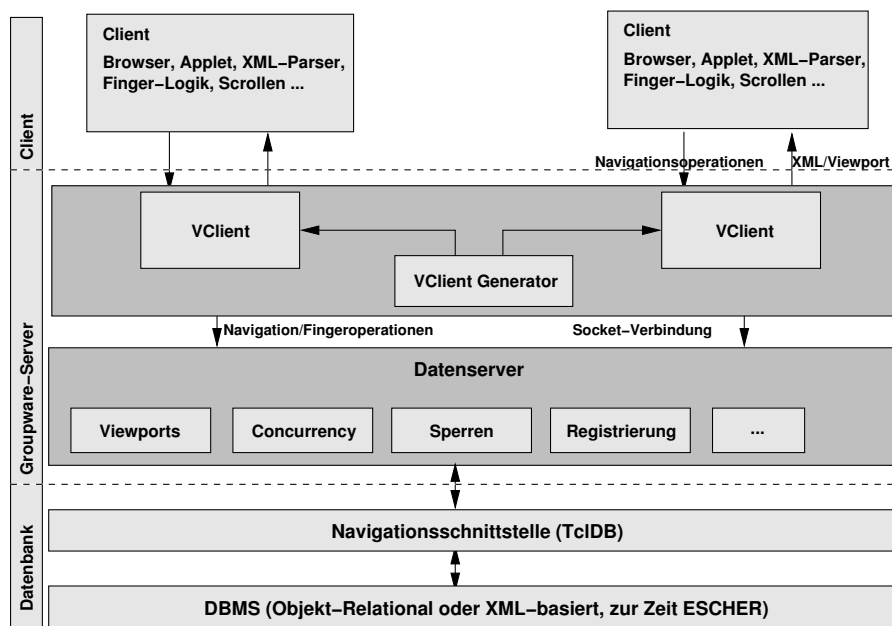 Client
Browser, Applet, XML−Parser,
Finger−Logik, Scrollen ...
Client
Browser, Applet, XML−Parser,
Finger−Logik, Scrollen ...
Client
Navigationsoperationen
XML/Viewport
VClient
VClient
VClient Generator
Navigation/Fingeroperationen
Socket−Verbindung
Groupware−Server
Datenserver
Viewports
Concurrency
Sperren
Registrierung
...
Datenbank
Navigationsschnittstelle (TclDB)
DBMS (Objekt−Relational oder XML−basiert, zur Zeit ESCHER)